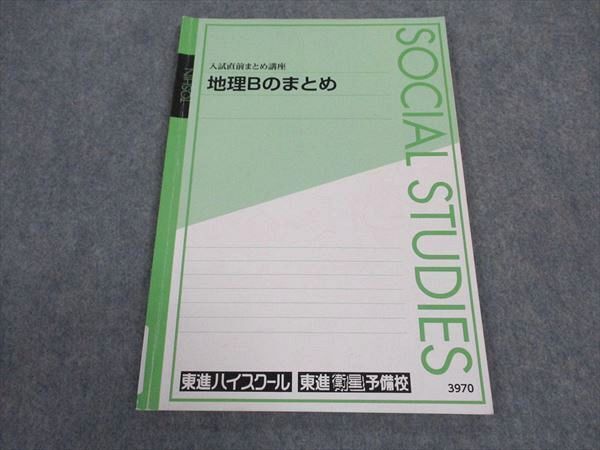 入試直前まとめ講座
地理Bのまとめ
SOCIAL STUDIES
東進ハイスクール 東進衛星予備校
3970